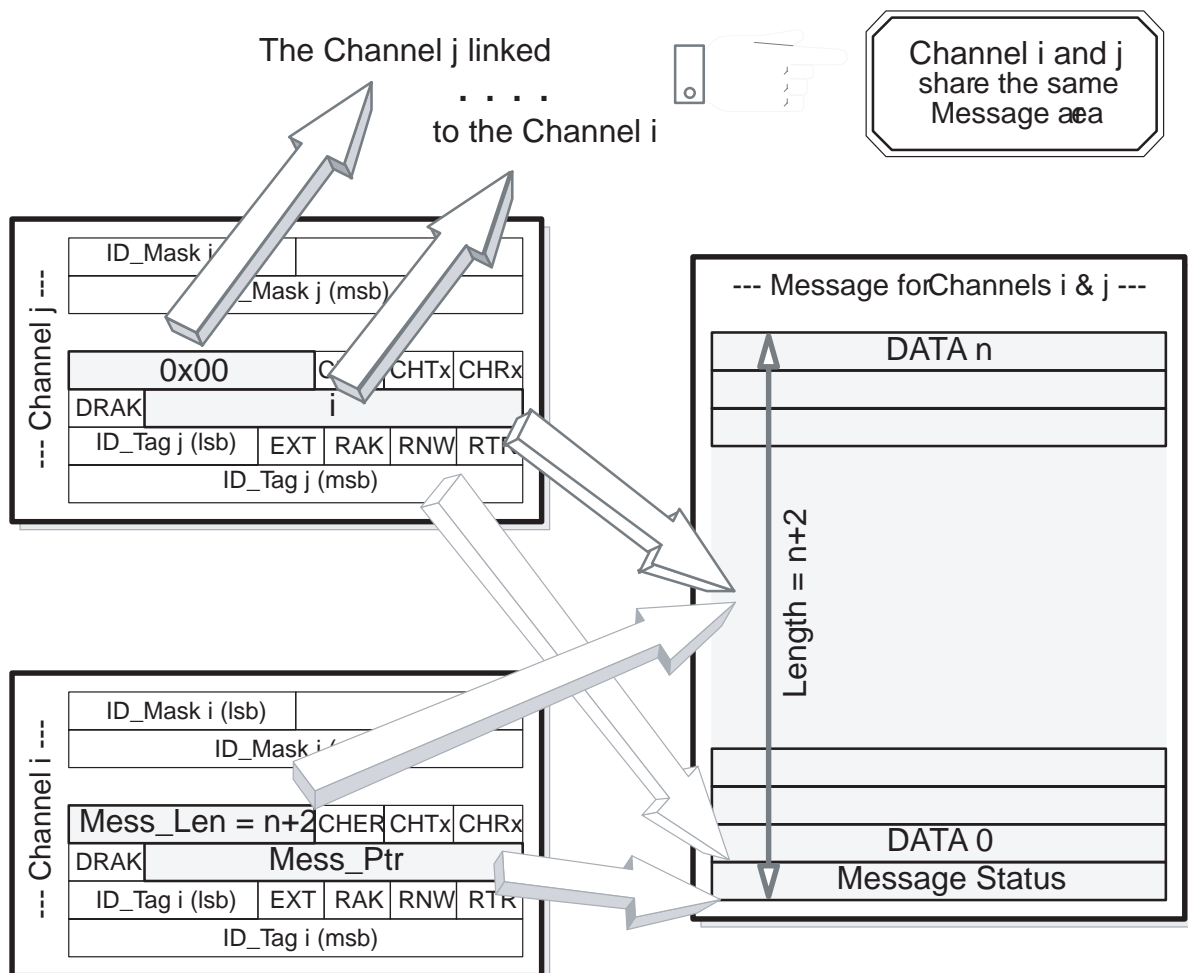 The Channel j linked
. . . .
to the Channel i
Channel i and j
share the same
Message area
--- Channel j ---
ID_Mask i
_Mask j (msb)
0x00
CHTx
CHRx
DRAK
i
ID_Tag j (lsb)
EXT
RAK
RNW
RTR
ID_Tag j (msb)
--- Channel i ---
ID_Mask i (lsb)
ID_Mask i (
Mess_Len = n+2
CHER
CHTx
CHRx
DRAK
Mess_Ptr
ID_Tag i (lsb)
EXT
RAK
RNW
RTR
ID_Tag i (msb)
--- Message forChannels i & j ---
DATA n
Length = n+2
DATA 0
Message Status